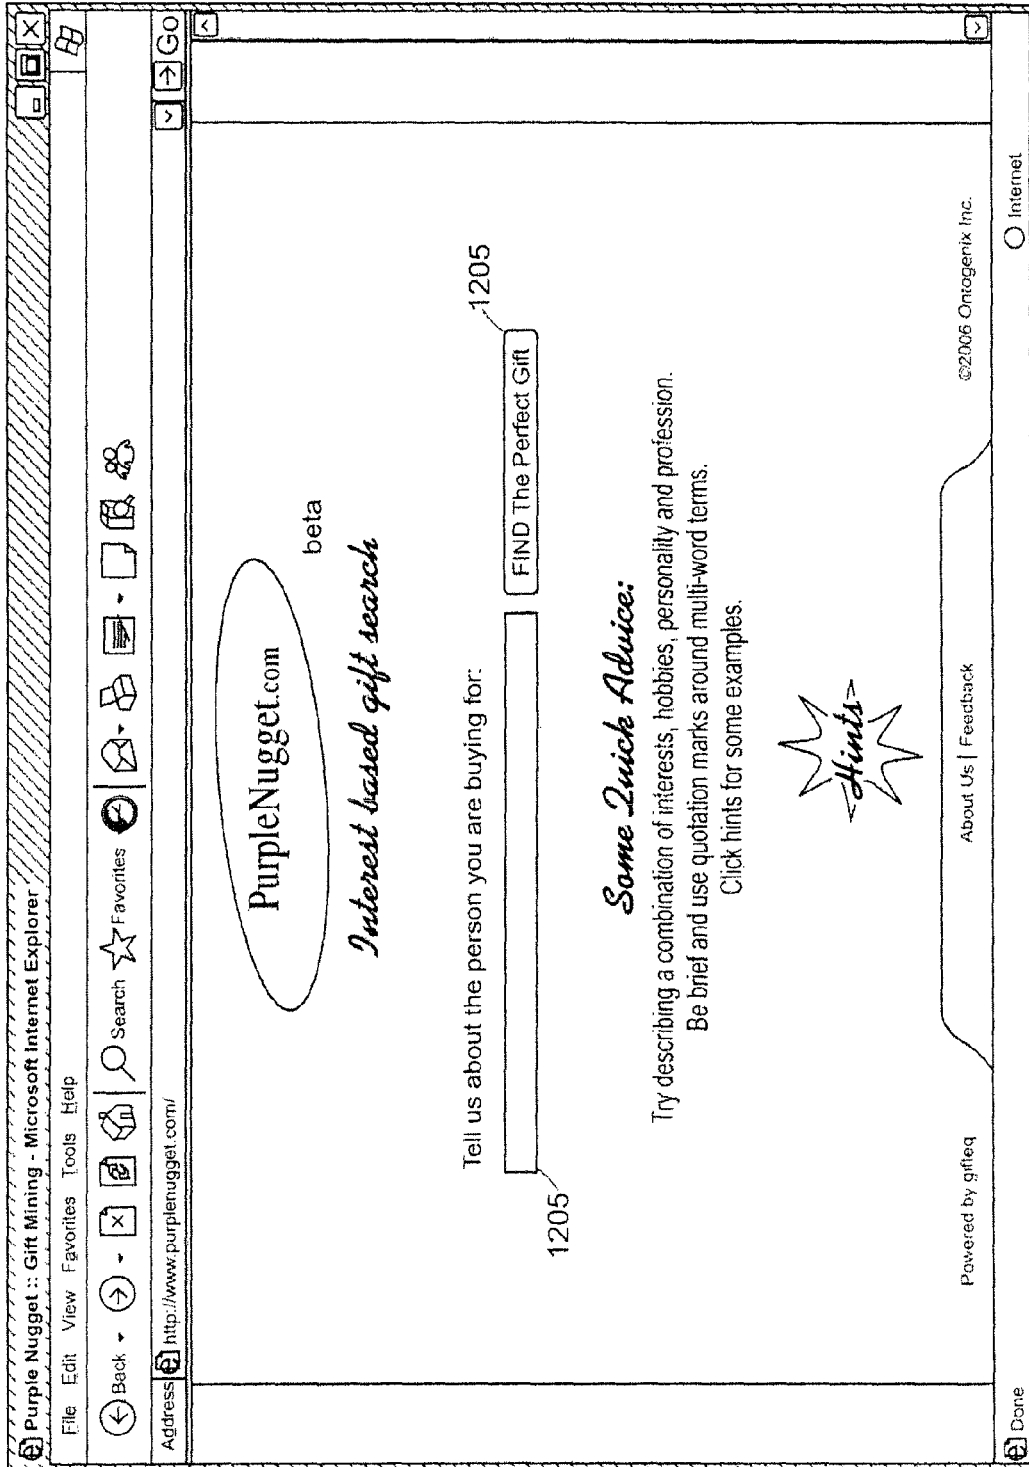 Purple Nugget :: Gift Mining - Microsoft Internet Explorer
File Edit View Favorites Tools Help
Back Search Favorites
Address http://www.purplenugget.com/ Go
PurpleNugget.com
beta
Interest based gift search
Tell us about the person you are buying for:
FIND The Perfect Gift
1205
1205
Some Quick Advice:
Try describing a combination of interests, hobbies, personality and profession.
Be brief and use quotation marks around multi-word terms.
Click hints for some examples.
Hints
Powered by gifteq
About Us | Feedback
©2006 Ontogenix Inc.
Done
Internet